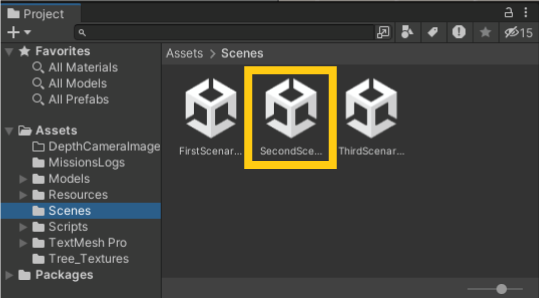 Project
15
Favorites
All Materials
All Models
All Prefabs
Assets
DepthCameraImage
MissionsLogs
Models
Resources
Scenes
Scripts
TextMesh Pro
Tree_Textures
Packages
Assets > Scenes
FirstScenar...
SecondSce...
ThirdScenar...